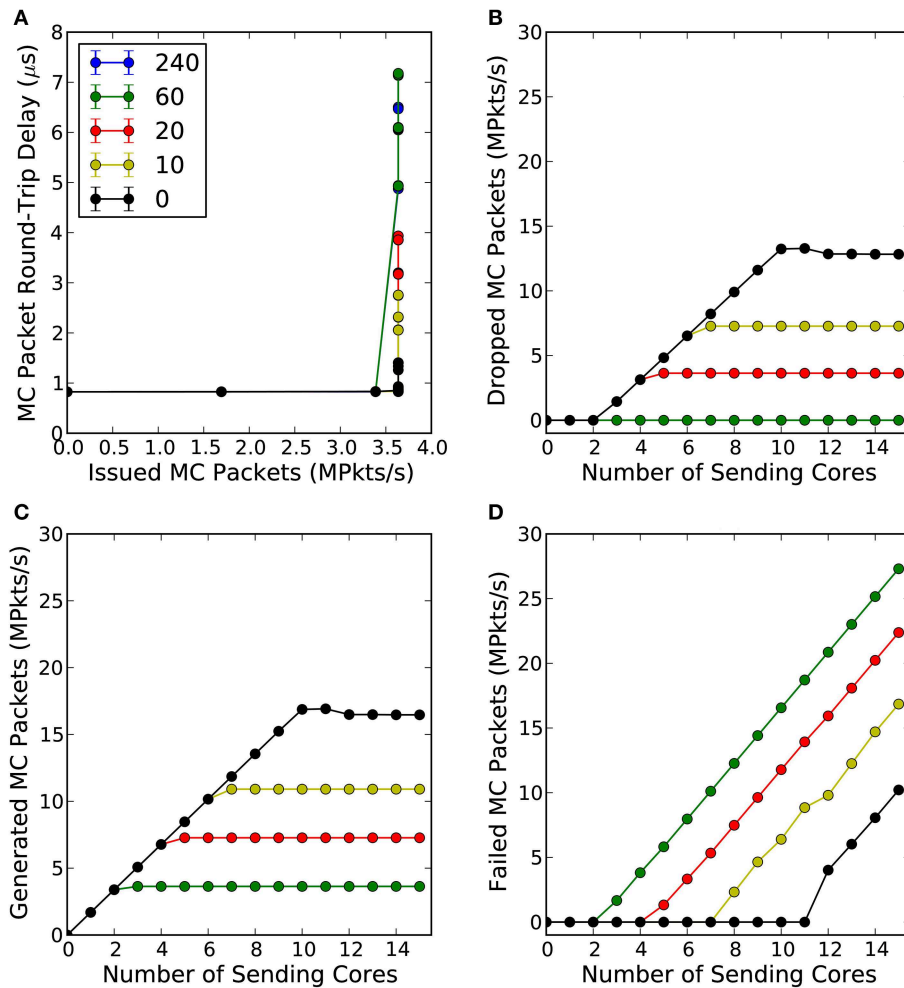 A
MC Packet Round-Trip Delay (μs)
8
7
6
5
4
3
2
1
0
240
60
20
10
0
0.0 0.5 1.0 1.5 2.0 2.5 3.0 3.5 4.0
Issued MC Packets (MPkts/s)
B
Dropped MC Packets (MPkts/s)
30
25
20
15
10
5
0
0 2 4 6 8 10 12 14
Number of Sending Cores
C
Generated MC Packets (MPkts/s)
30
25
20
15
10
5
0
0 2 4 6 8 10 12 14
Number of Sending Cores
D
Failed MC Packets (MPkts/s)
30
25
20
15
10
5
0
0 2 4 6 8 10 12 14
Number of Sending Cores